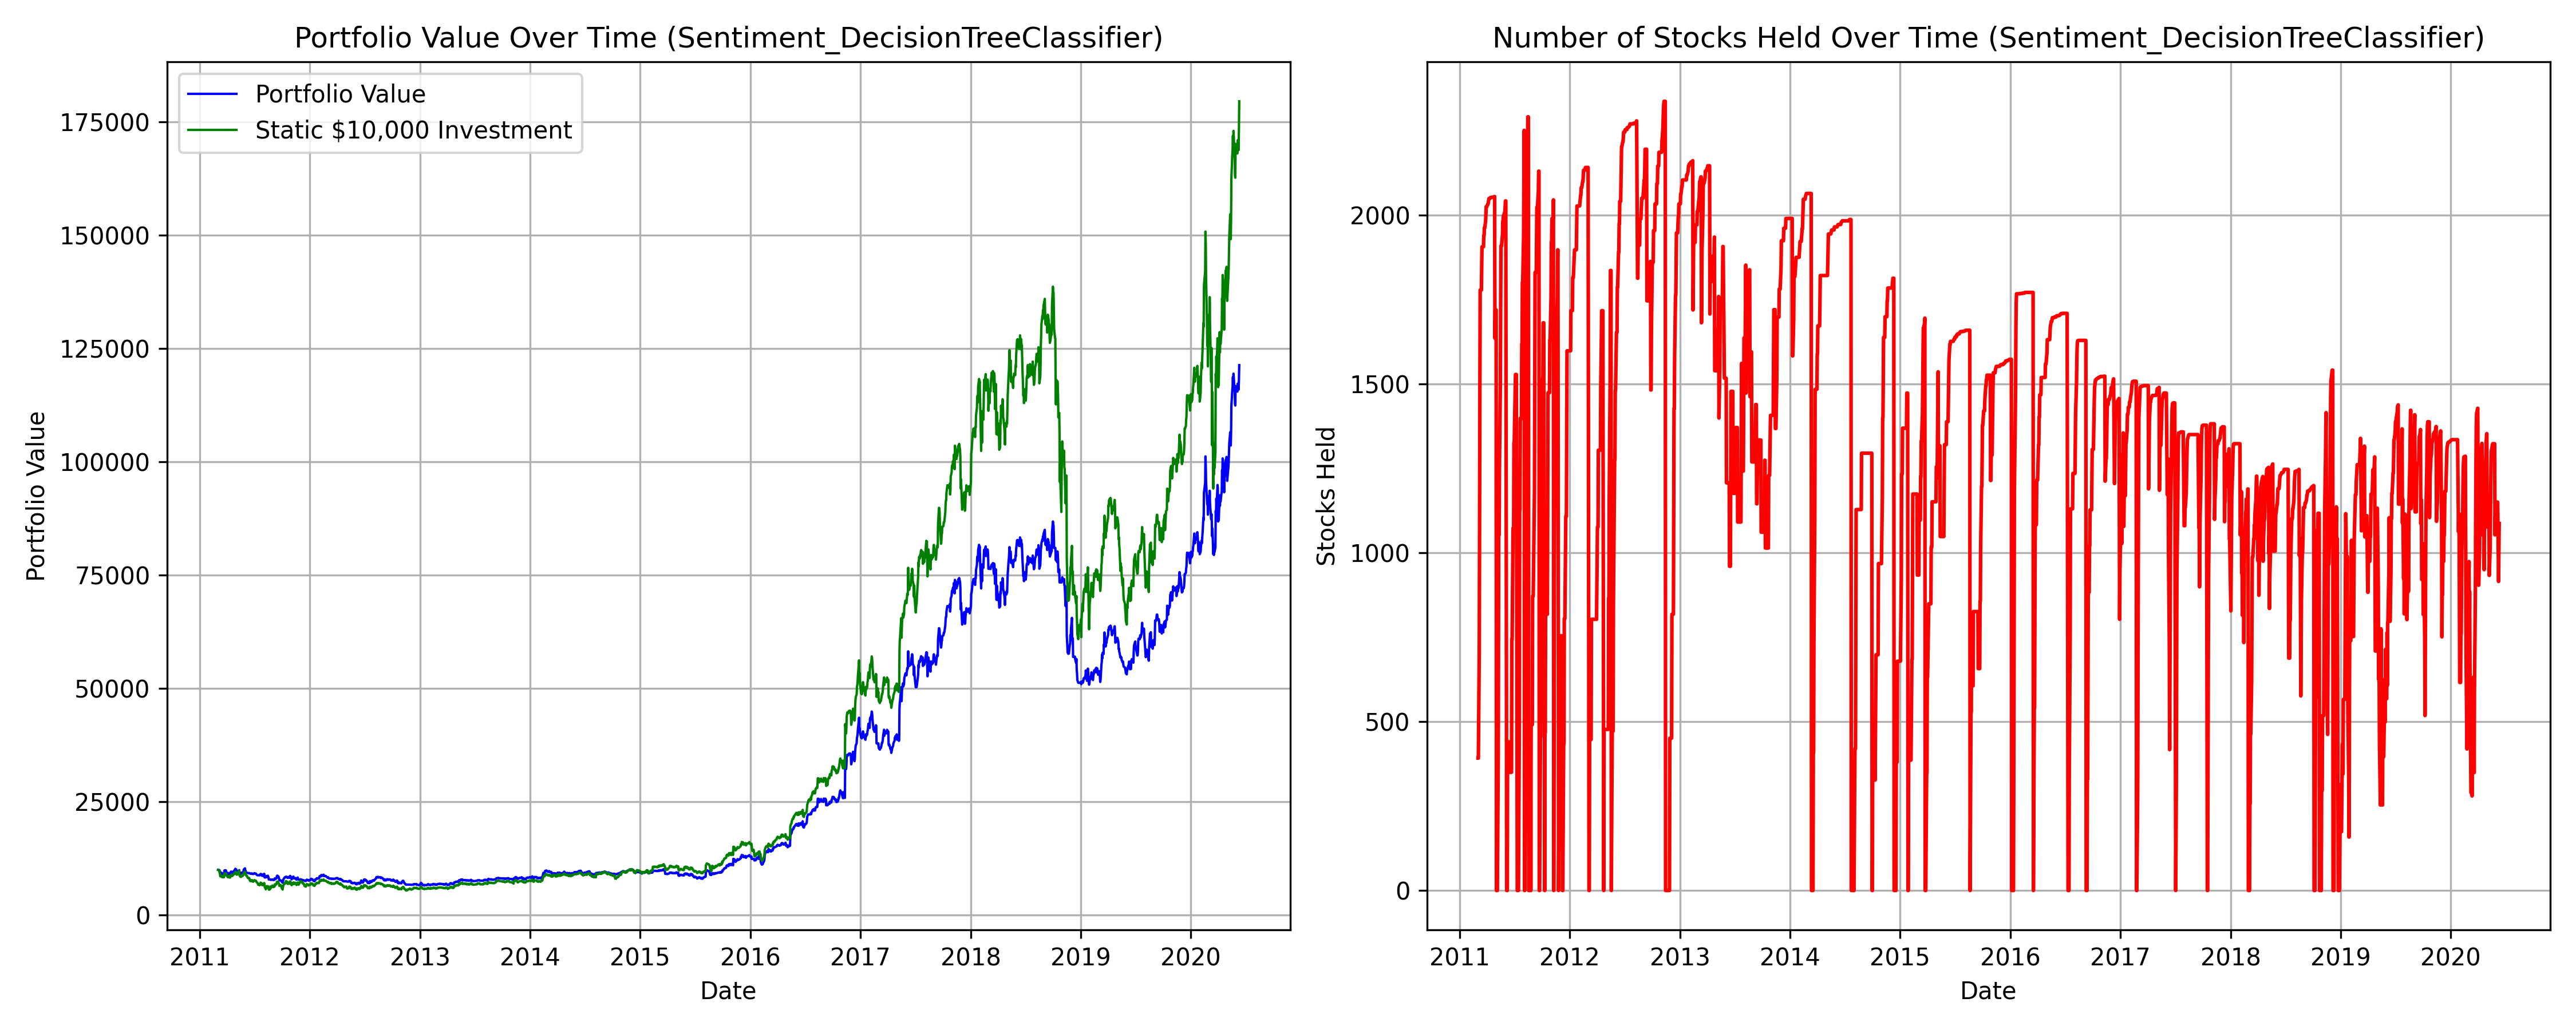 Portfolio Value Over Time (Sentiment_DecisionTreeClassifier)
Portfolio Value
Static $10,000 Investment
175000
150000
125000
100000
75000
50000
25000
0
Portfolio Value
2011 2012 2013 2014 2015 2016 2017 2018 2019 2020
Date
Number of Stocks Held Over Time (Sentiment_DecisionTreeClassifier)
2000
1500
1000
500
0
Stocks Held
2011 2012 2013 2014 2015 2016 2017 2018 2019 2020
Date